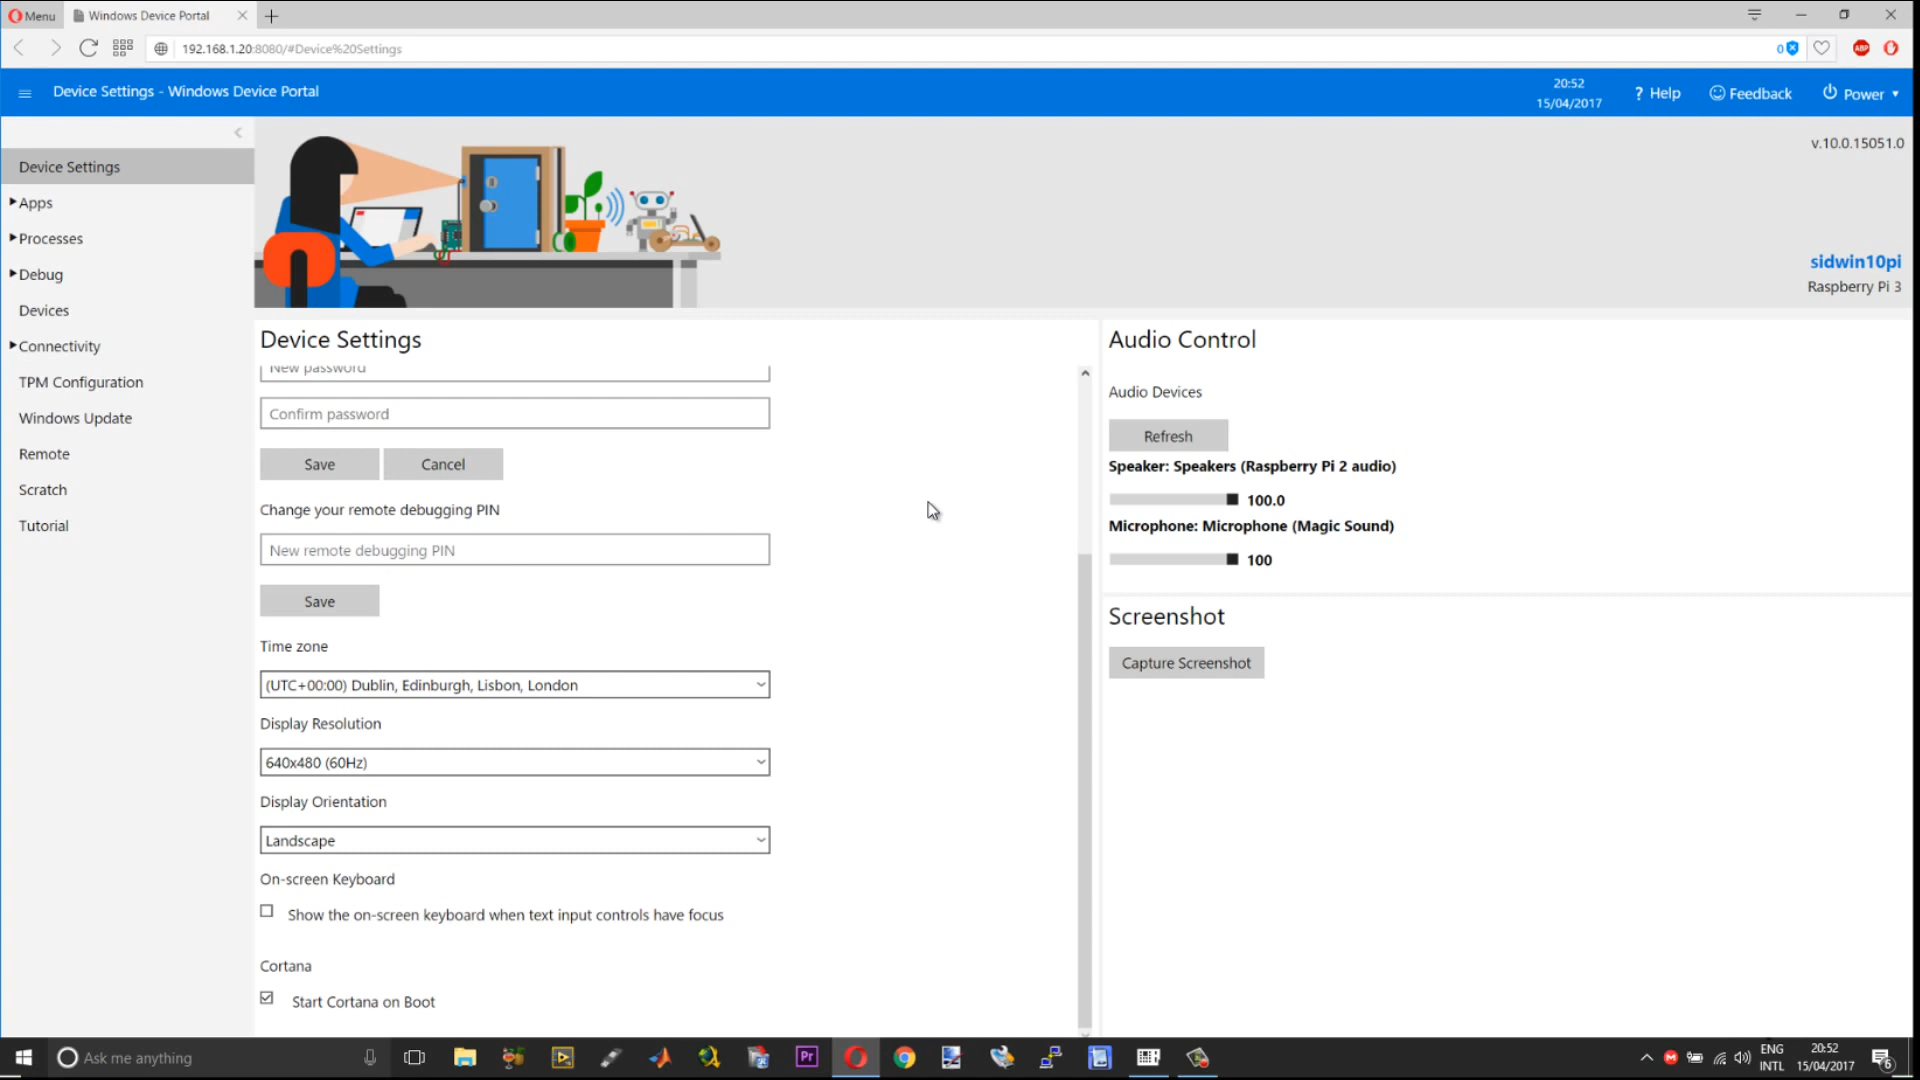 Menu
Windows Device Portal
192.168.1.20:8080/#Device%20Settings
0
ABP
Device Settings - Windows Device Portal
20:52
15/04/2017
? Help
Feedback
Power
v.10.0.15051.0
sidwin10pi
Raspberry Pi 3
Device Settings
Apps
Processes
Debug
Devices
Connectivity
TPM Configuration
Windows Update
Remote
Scratch
Tutorial
Device Settings
New password
Confirm password
Save
Cancel
Change your remote debugging PIN
New remote debugging PIN
Save
Time zone
(UTC+00:00) Dublin, Edinburgh, Lisbon, London
Display Resolution
640x480 (60Hz)
Display Orientation
Landscape
On-screen Keyboard
Show the on-screen keyboard when text input controls have focus
Cortana
Start Cortana on Boot
Audio Control
Audio Devices
Refresh
Speaker: Speakers (Raspberry Pi 2 audio)
100.0
Microphone: Microphone (Magic Sound)
100
Screenshot
Capture Screenshot
Ask me anything
Pr
ENG
INTL
20:52
15/04/2017
6